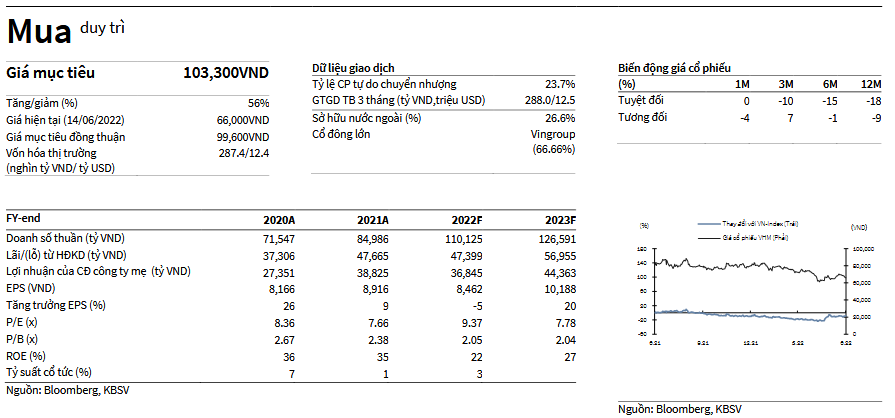 Mua duy trì
Giá mục tiêu 103,300VND
Tăng/giảm (%) 56%
Giá hiện tại (14/06/2022) 66,000VND
Giá mục tiêu đồng thuận 99,600VND
Vốn hóa thị trường 287.4/12.4
(nghìn tỷ VND/ tỷ USD)
Dữ liệu giao dịch
Tỷ lệ CP tự do chuyển nhượng 23.7%
GTGD TB 3 tháng (tỷ VND,triệu USD) 288.0/12.5
Sở hữu nước ngoài (%) 26.6%
Cổ đông lớn Vingroup
(66.66%)
Biến động giá cổ phiếu
(%) 1M 3M 6M 12M
Tuyệt đối 0 -10 -15 -18
Tương đối -4 7 -1 -9
FY-end 2020A 2021A 2022F 2023F
Doanh số thuần (tỷ VND) 71,547 84,986 110,125 126,591
Lãi/(lỗ) từ HĐKD (tỷ VND) 37,306 47,665 47,399 56,955
Lợi nhuận của CĐ công ty mẹ (tỷ VND) 27,351 38,825 36,845 44,363
EPS (VND) 8,166 8,916 8,462 10,188
Tăng trưởng EPS (%) 26 9 -5 20
P/E (x) 8.36 7.66 9.37 7.78
P/B (x) 2.67 2.38 2.05 2.04
ROE (%) 36 35 22 27
Tỷ suất cổ tức (%) 7 1 3
Nguồn: Bloomberg, KBSV
(%) Thay đổi với VN-Index (Trái) (VND)
Giá cổ phiếu VHM (Phải)
180 100,000
140 80,000
100 60,000
60 40,000
20 20,000
-20 0
-60
6.21 9.21 12.21 3.22 6.22
Nguồn: Bloomberg, KBSV